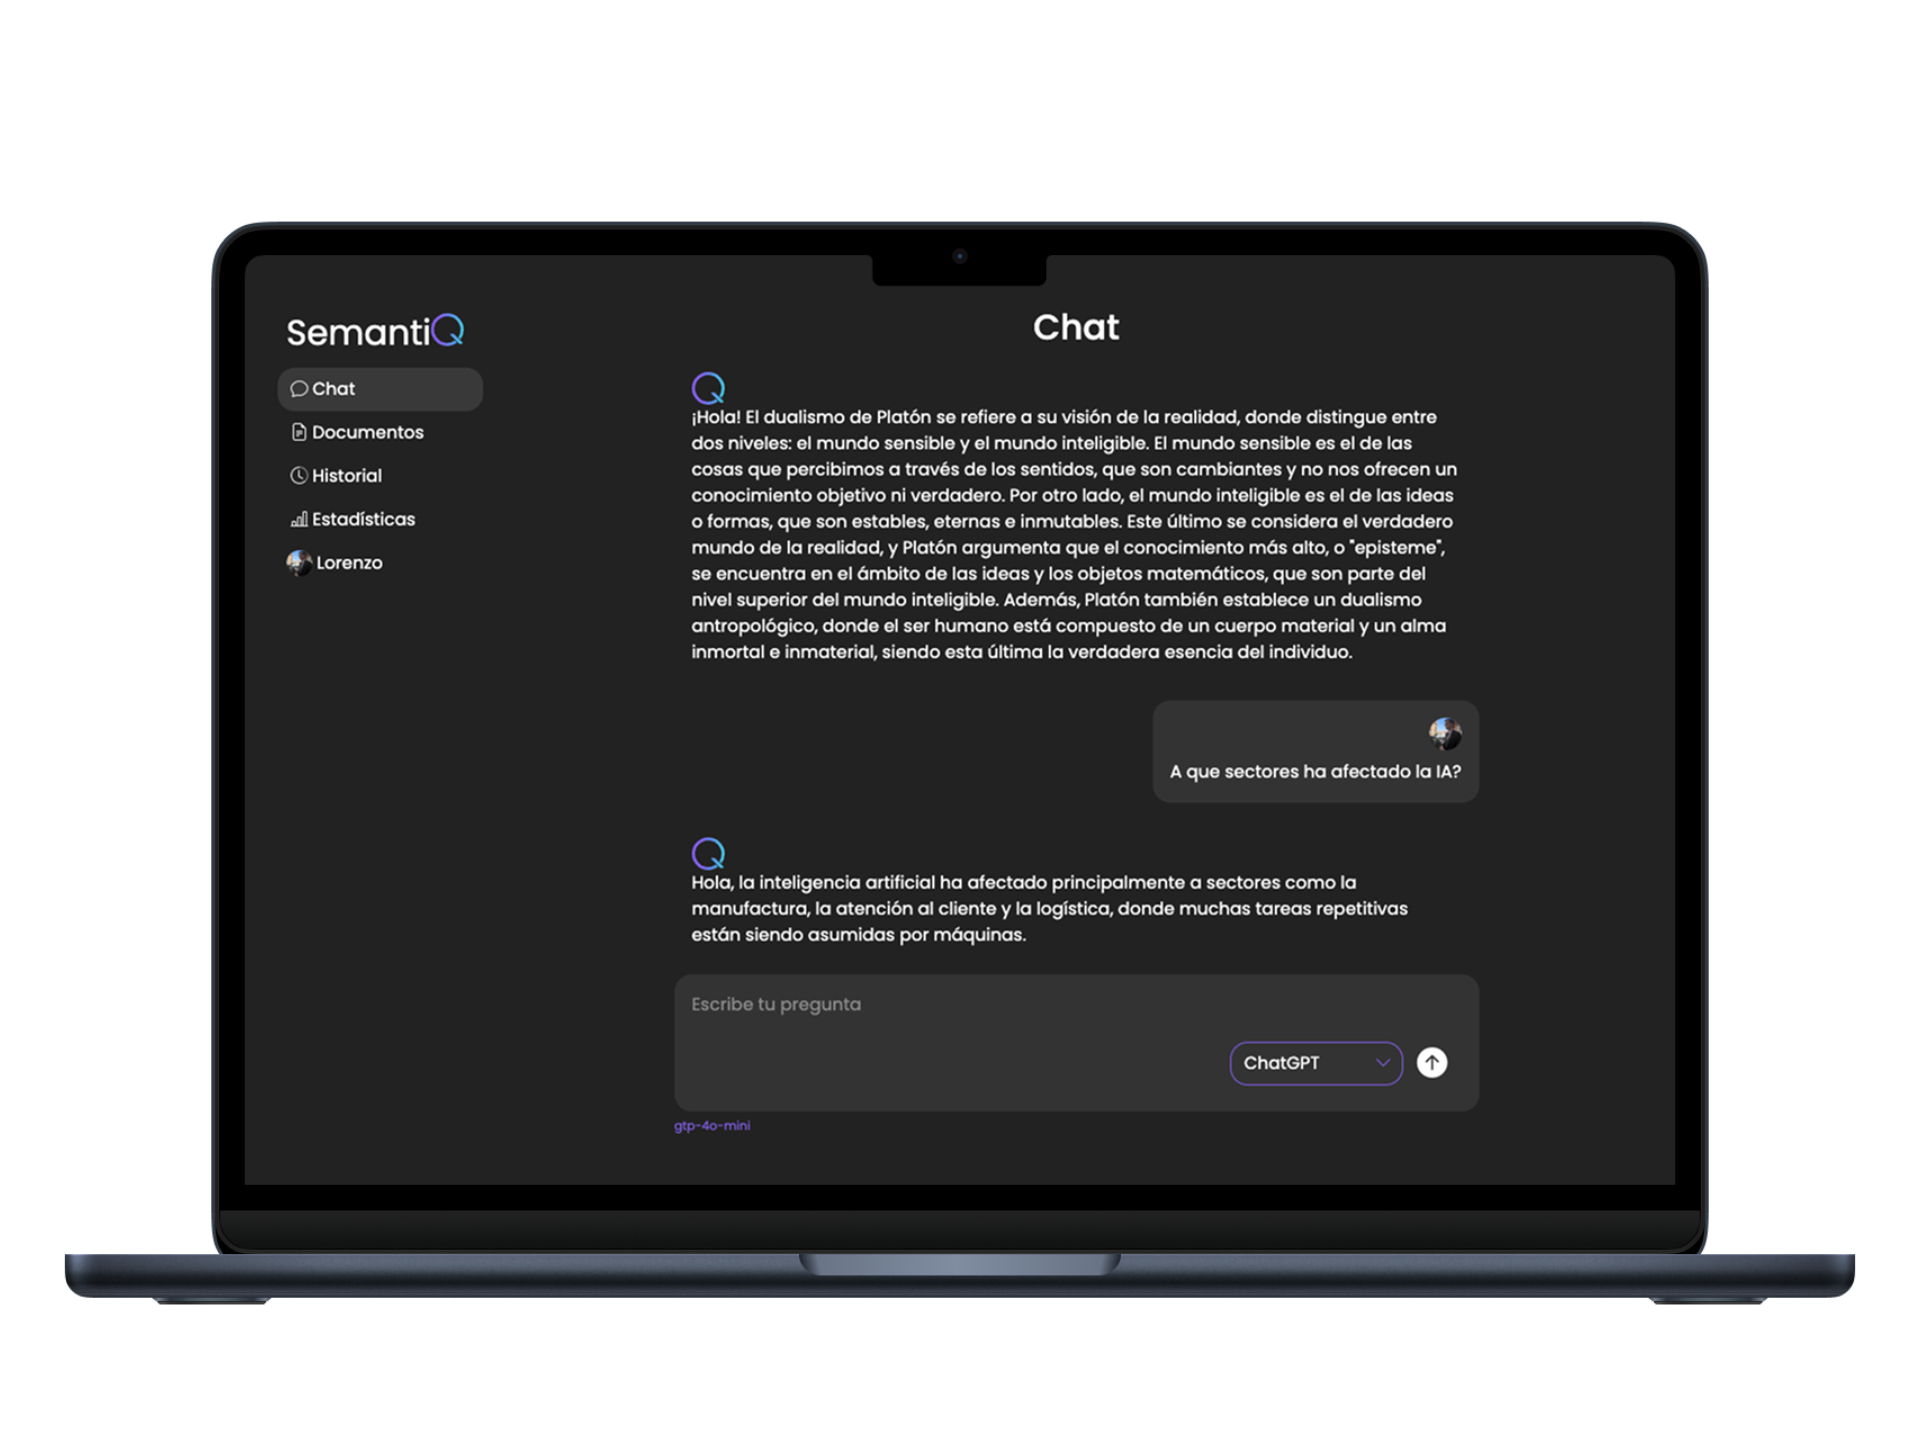 SemantiQ
Chat
Documentos
Historial
Estadísticas
Lorenzo
Chat
¡Hola! El dualismo de Platón se refiere a su visión de la realidad, donde distingue entre
dos niveles: el mundo sensible y el mundo inteligible. El mundo sensible es el de las
cosas que percibimos a través de los sentidos, que son cambiantes y no nos ofrecen un
conocimiento objetivo ni verdadero. Por otro lado, el mundo inteligible es el de las ideas
o formas, que son estables, eternas e inmutables. Este último se considera el verdadero
mundo de la realidad, y Platón argumenta que el conocimiento más alto, o "episteme",
se encuentra en el ámbito de las ideas y los objetos matemáticos, que son parte del
nivel superior del mundo inteligible. Además, Platón también establece un dualismo
antropológico, donde el ser humano está compuesto de un cuerpo material y un alma
inmortal e inmaterial, siendo esta última la verdadera esencia del individuo.
A que sectores ha afectado la IA?
Hola, la inteligencia artificial ha afectado principalmente a sectores como la
manufactura, la atención al cliente y la logística, donde muchas tareas repetitivas
están siendo asumidas por máquinas.
Escribe tu pregunta
ChatGPT
gtp-4o-mini